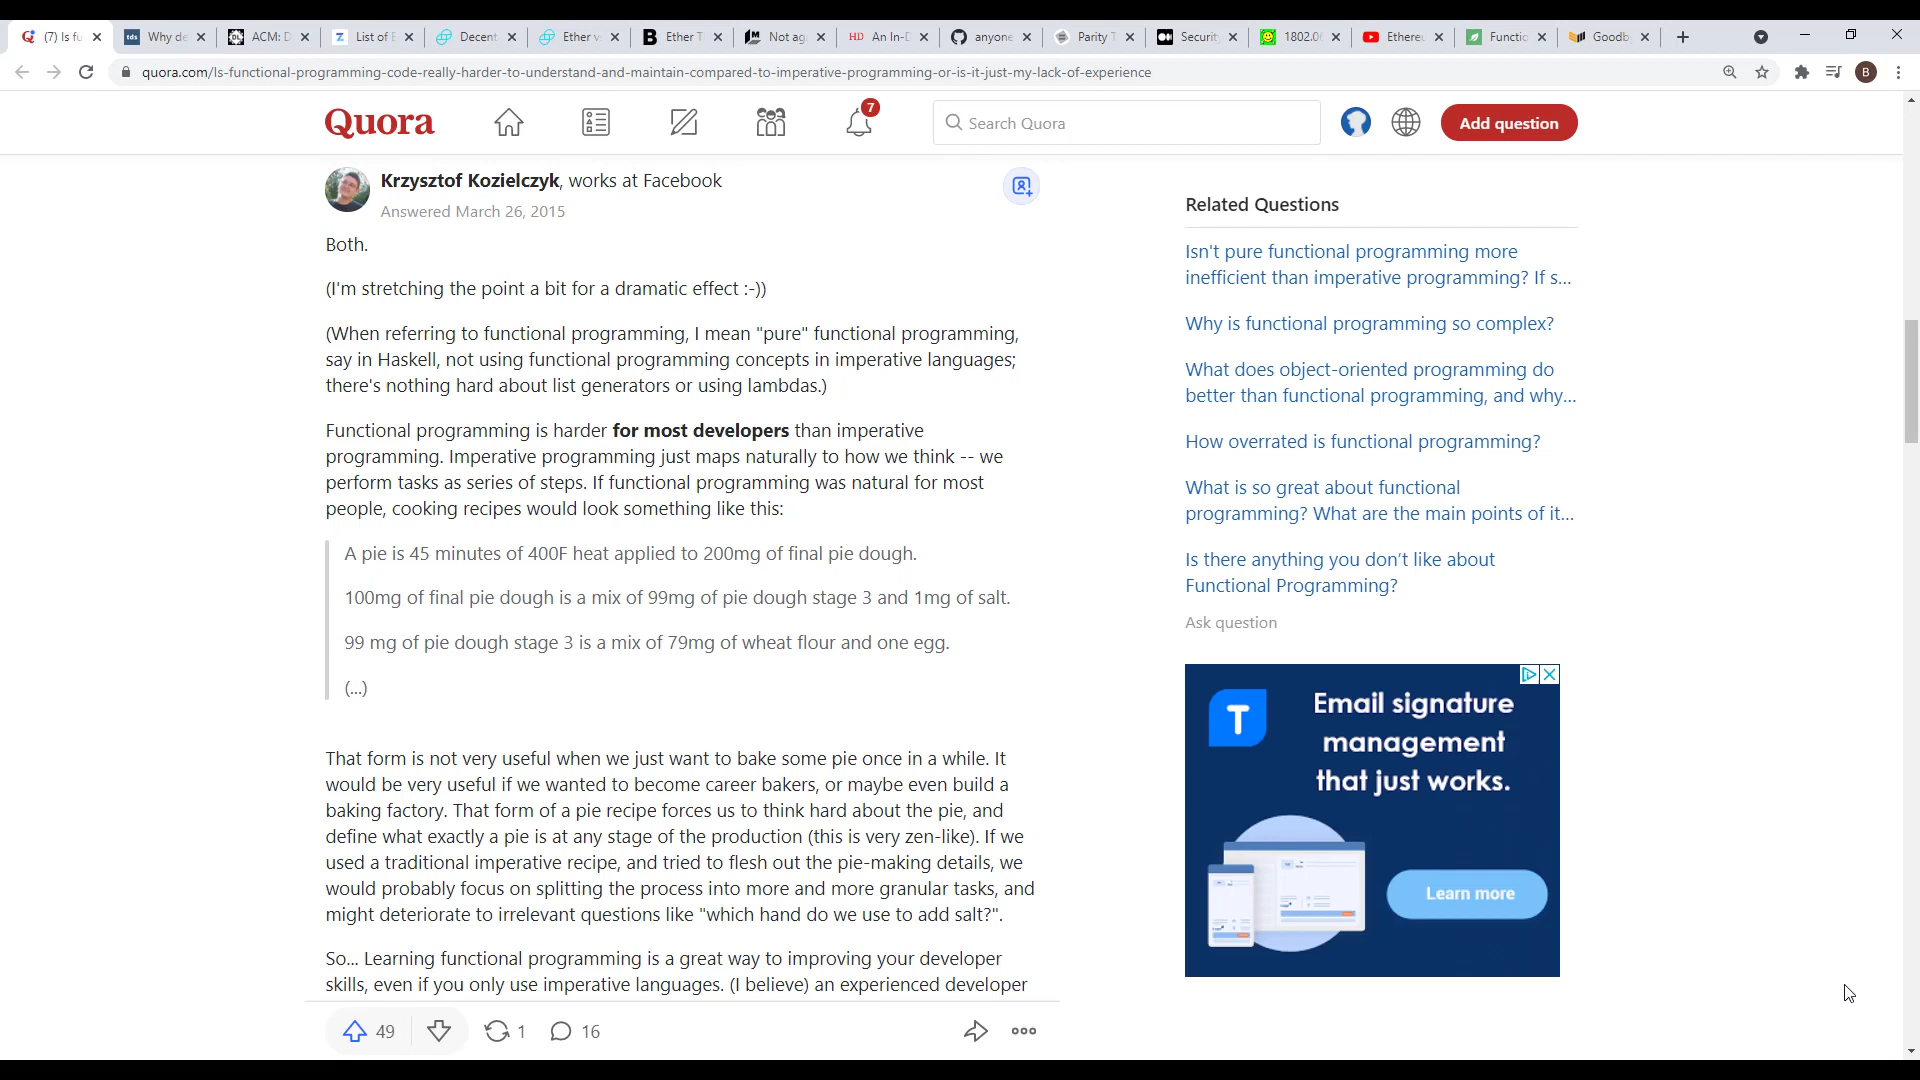 (7) Is fu
Why de
ACM: D
List of E
Decent
Ether v
Ether T
Not ag
An In-D
anyone
Parity T
Securit
1802.0
Ethereu
Functio
Goodb
quora.com/Is-functional-programming-code-really-harder-to-understand-and-maintain-compared-to-imperative-programming-or-is-it-just-my-lack-of-experience
B
Quora
7
Search Quora
Add question
Krzysztof Kozielczyk, works at Facebook
Answered March 26, 2015
Both.
(I'm stretching the point a bit for a dramatic effect :-))
(When referring to functional programming, I mean "pure" functional programming,
say in Haskell, not using functional programming concepts in imperative languages;
there's nothing hard about list generators or using lambdas.)
Functional programming is harder for most developers than imperative
programming. Imperative programming just maps naturally to how we think -- we
perform tasks as series of steps. If functional programming was natural for most
people, cooking recipes would look something like this:
A pie is 45 minutes of 400F heat applied to 200mg of final pie dough.
100mg of final pie dough is a mix of 99mg of pie dough stage 3 and 1mg of salt.
99 mg of pie dough stage 3 is a mix of 79mg of wheat flour and one egg.
(...)
That form is not very useful when we just want to bake some pie once in a while. It
would be very useful if we wanted to become career bakers, or maybe even build a
baking factory. That form of a pie recipe forces us to think hard about the pie, and
define what exactly a pie is at any stage of the production (this is very zen-like). If we
used a traditional imperative recipe, and tried to flesh out the pie-making details, we
would probably focus on splitting the process into more and more granular tasks, and
might deteriorate to irrelevant questions like "which hand do we use to add salt?".
So... Learning functional programming is a great way to improving your developer
skills, even if you only use imperative languages. (I believe) an experienced developer
49
1
16
Related Questions
Isn't pure functional programming more
inefficient than imperative programming? If s...
Why is functional programming so complex?
What does object-oriented programming do
better than functional programming, and why...
How overrated is functional programming?
What is so great about functional
programming? What are the main points of it...
Is there anything you don't like about
Functional Programming?
Ask question
T
Email signature
management
that just works.
Learn more